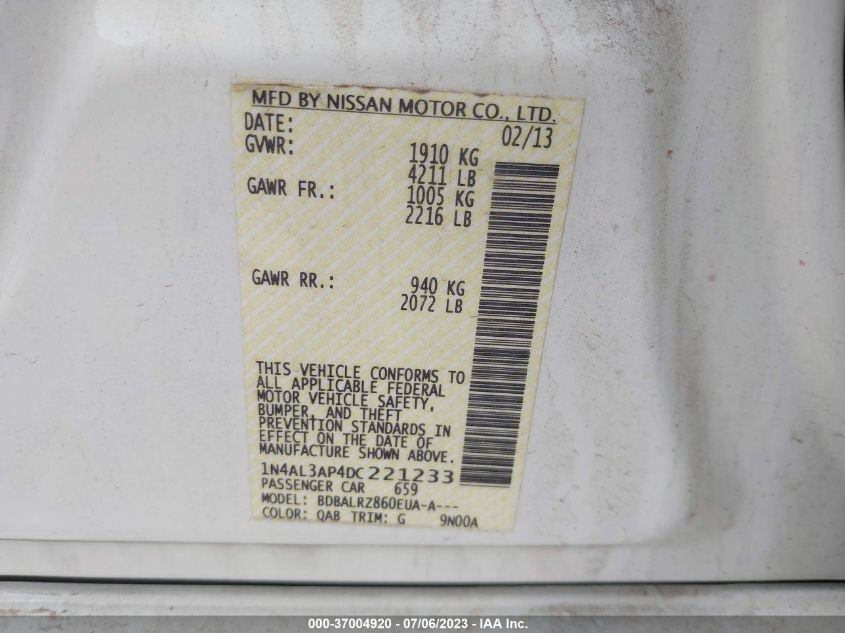 MFD BY NISSAN MOTOR CO., LTD.
DATE: 02/13
GVWR: 1910 KG
4211 LB
GAWR FR.: 1005 KG
2216 LB
GAWR RR.: 940 KG
2072 LB
THIS VEHICLE CONFORMS TO
ALL APPLICABLE FEDERAL
MOTOR VEHICLE SAFETY,
BUMPER, AND THEFT
PREVENTION STANDARDS IN
EFFECT ON THE DATE OF
MANUFACTURE SHOWN ABOVE.
1N4AL3AP4DC221233
PASSENGER CAR 659
MODEL: BDBALRZ860EUA-A---
COLOR: QAB TRIM: G 9N00A
000-37004920 - 07/06/2023 - IAA Inc.